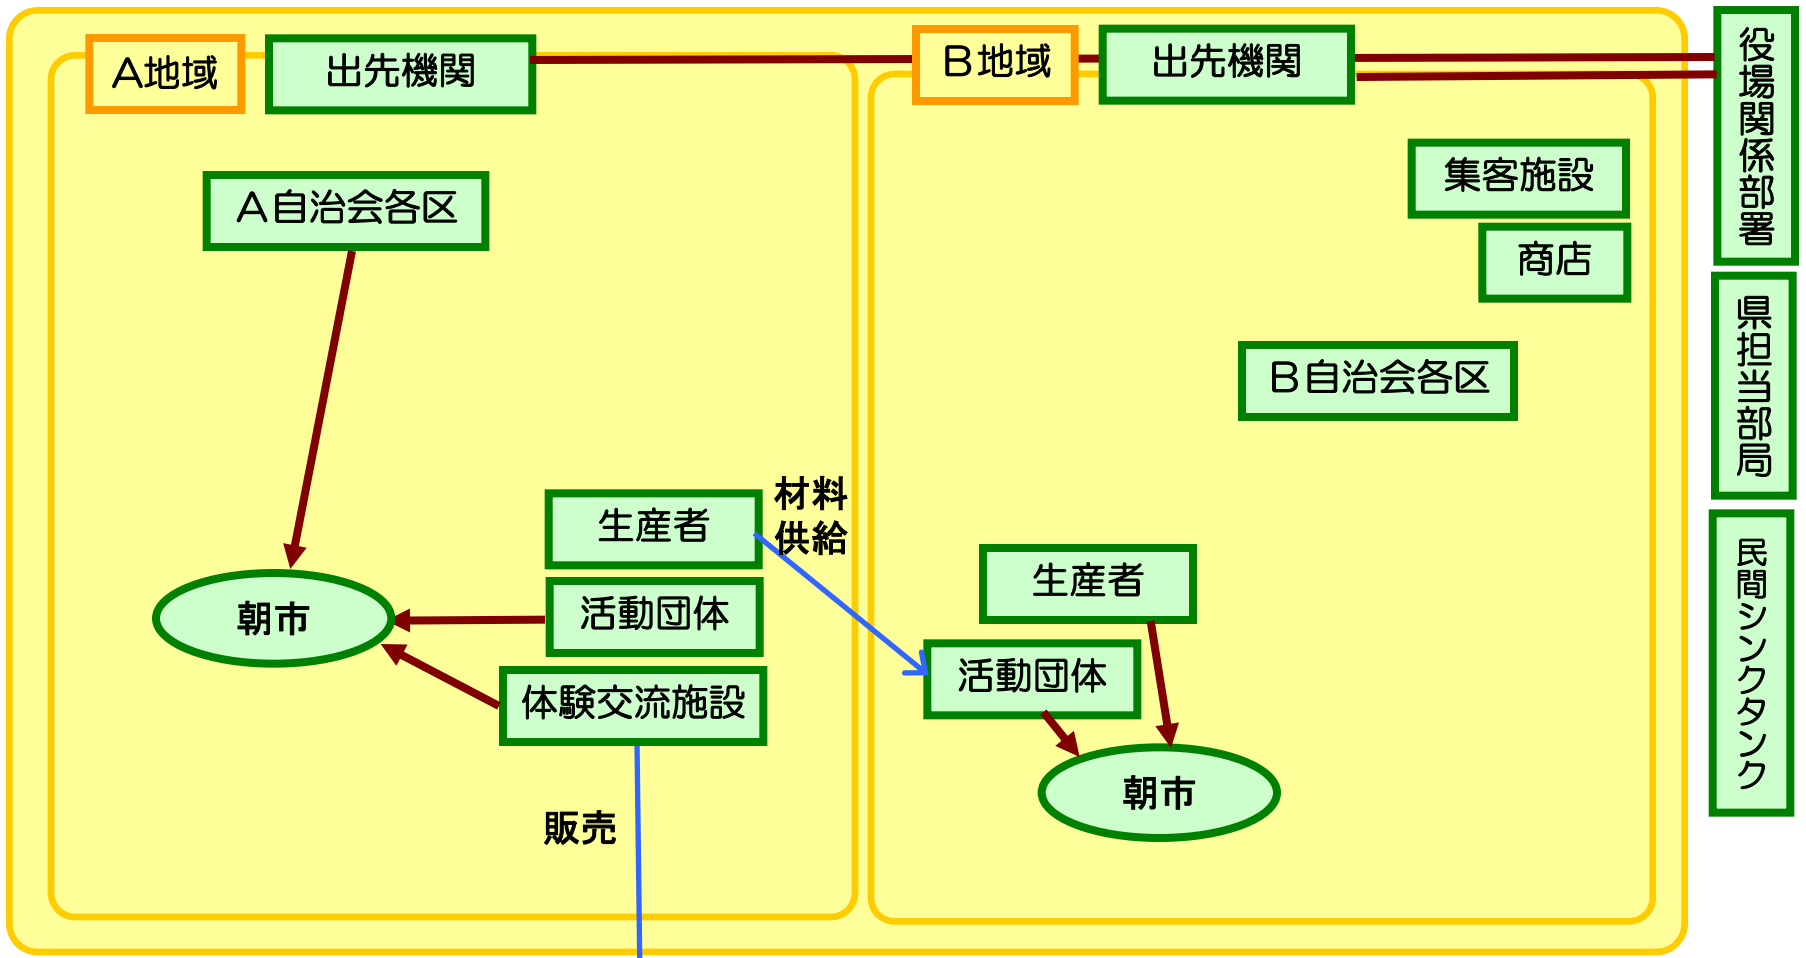 A地域
出先機関
B地域
出先機関
役場関係部署
A自治会各区
集客施設
商店
県担当部局
B自治会各区
生産者
材料
供給
活動団体
朝市
体験交流施設
生産者
活動団体
朝市
販売
民間シンクタンク